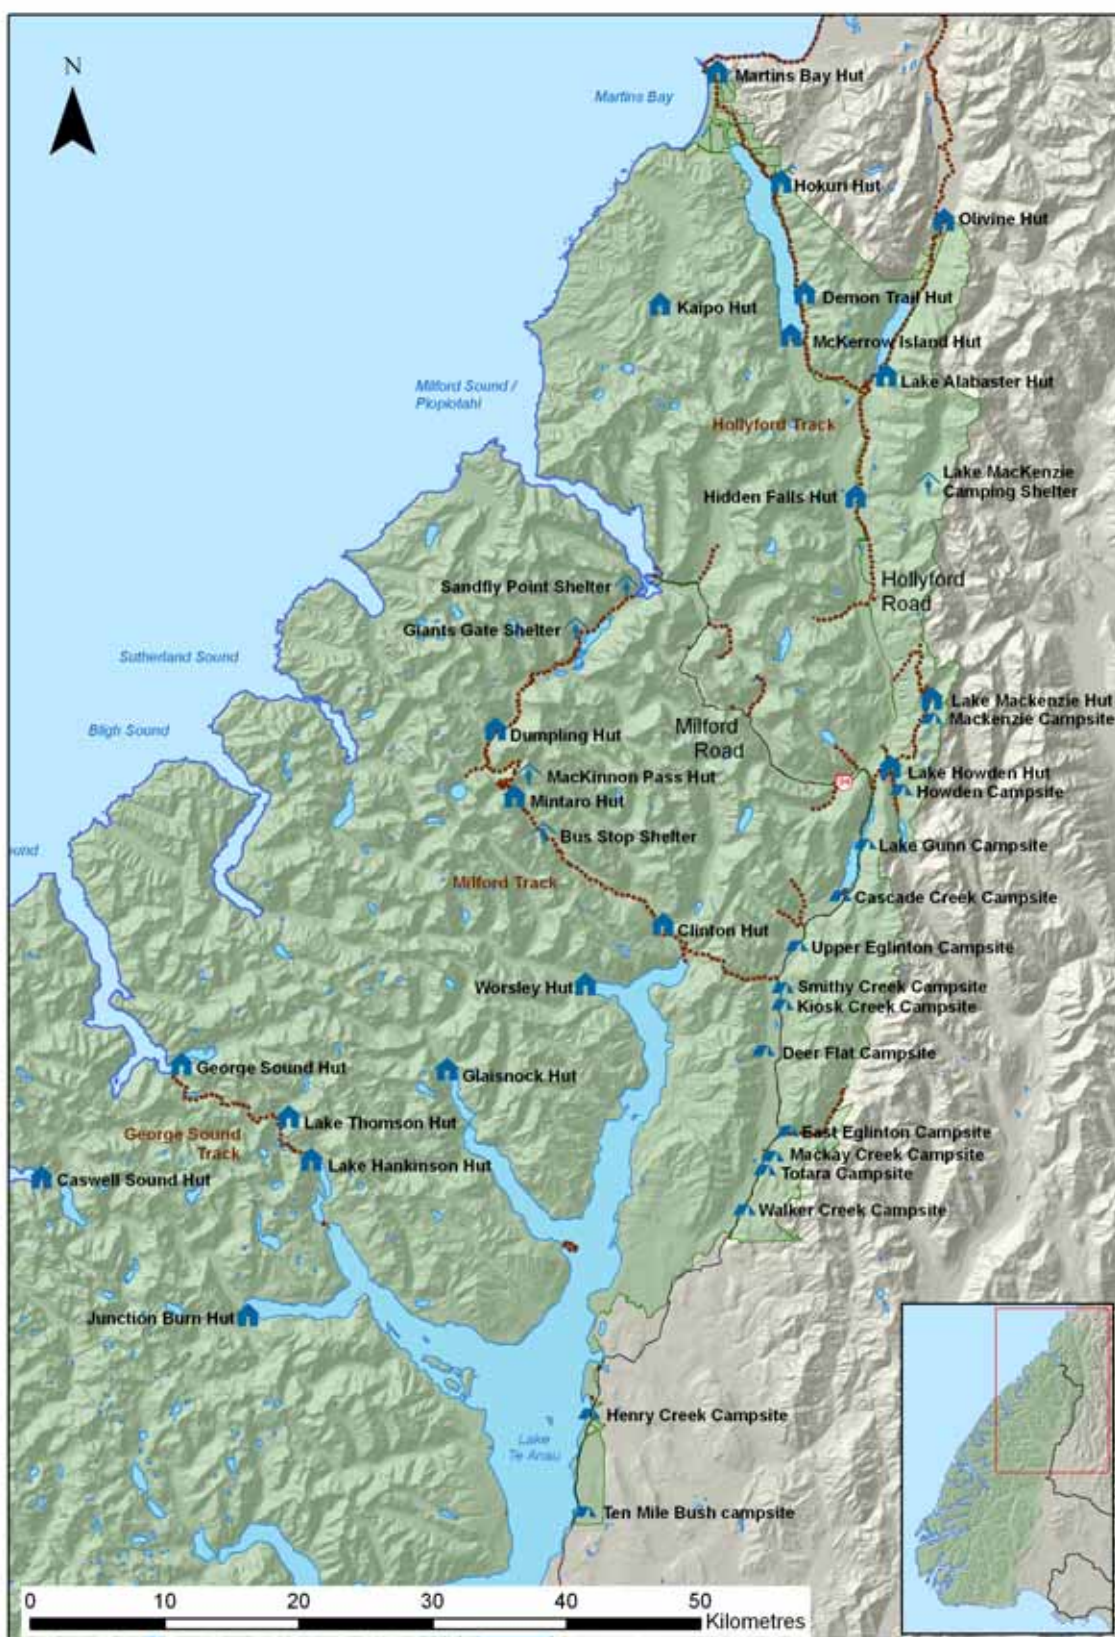 N
Martins Bay Hut
Martins Bay
Hokuri Hut
Olivine Hut
Demon Trail Hut
Kaipo Hut
McKerrow Island Hut
Lake Alabaster Hut
Milford Sound /
Piopiotahi
Hollyford Track
Lake MacKenzie
Camping Shelter
Hidden Falls Hut
Hollyford
Road
Sandfly Point Shelter
Giants Gate Shelter
Sutherland Sound
Lake Mackenzie Hut
Mackenzie Campsite
Bligh Sound
Dumpling Hut
Milford
Road
MacKinnon Pass Hut
Lake Howden Hut
Howden Campsite
94
Mintaro Hut
Bus Stop Shelter
Lake Gunn Campsite
ound
Milford Track
Cascade Creek Campsite
Clinton Hut
Upper Eglinton Campsite
Worsley Hut
Smithy Creek Campsite
Kiosk Creek Campsite
Deer Flat Campsite
George Sound Hut
Glaisnock Hut
Lake Thomson Hut
George Sound
Track
East Eglinton Campsite
Mackay Creek Campsite
Totara Campsite
Lake Hankinson Hut
Caswell Sound Hut
Walker Creek Campsite
Junction Burn Hut
Henry Creek Campsite
Lake
Te Anau
Ten Mile Bush campsite
0 10 20 30 40 50
Kilometres